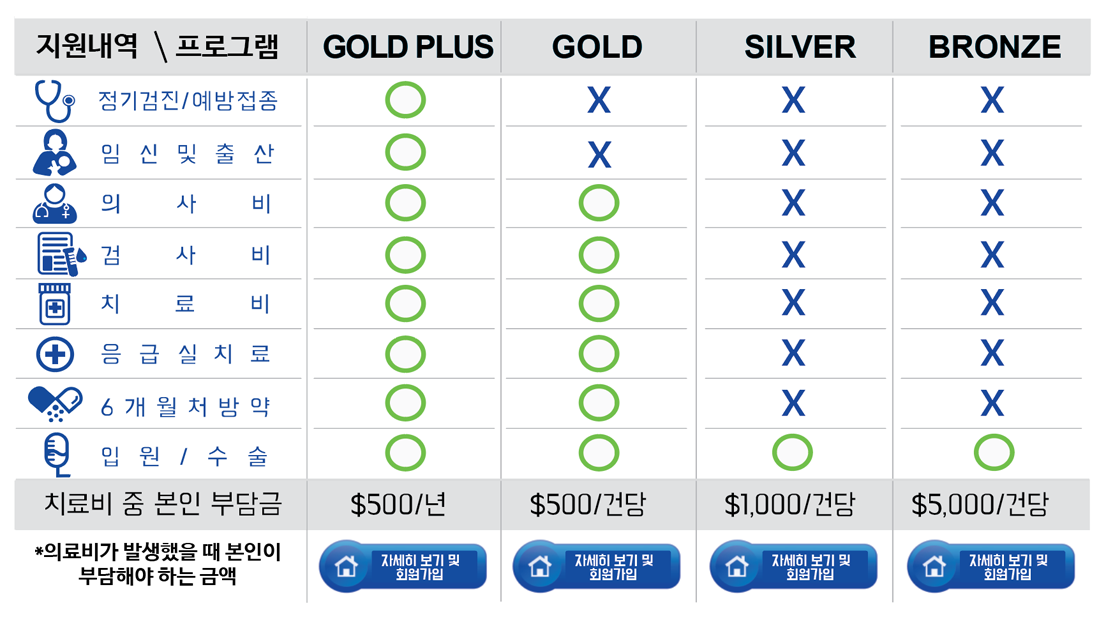 지원내역 \ 프로그램 GOLD PLUS GOLD SILVER BRONZE
정기검진/예방접종 X X X
임 신 및 출 산 X X X
의 사 비 X X
검 사 비 X X
치 료 비 X X
응 급 실 치 료 X X
6 개 월 처 방 약 X X
입 원 / 수 술
치료비 중 본인 부담금 $500/년 $500/건당 $1,000/건당 $5,000/건당
*의료비가 발생했을 때 본인이
부담해야 하는 금액
자세히 보기 및
회원가입
자세히 보기 및
회원가입
자세히 보기 및
회원가입
자세히 보기 및
회원가입